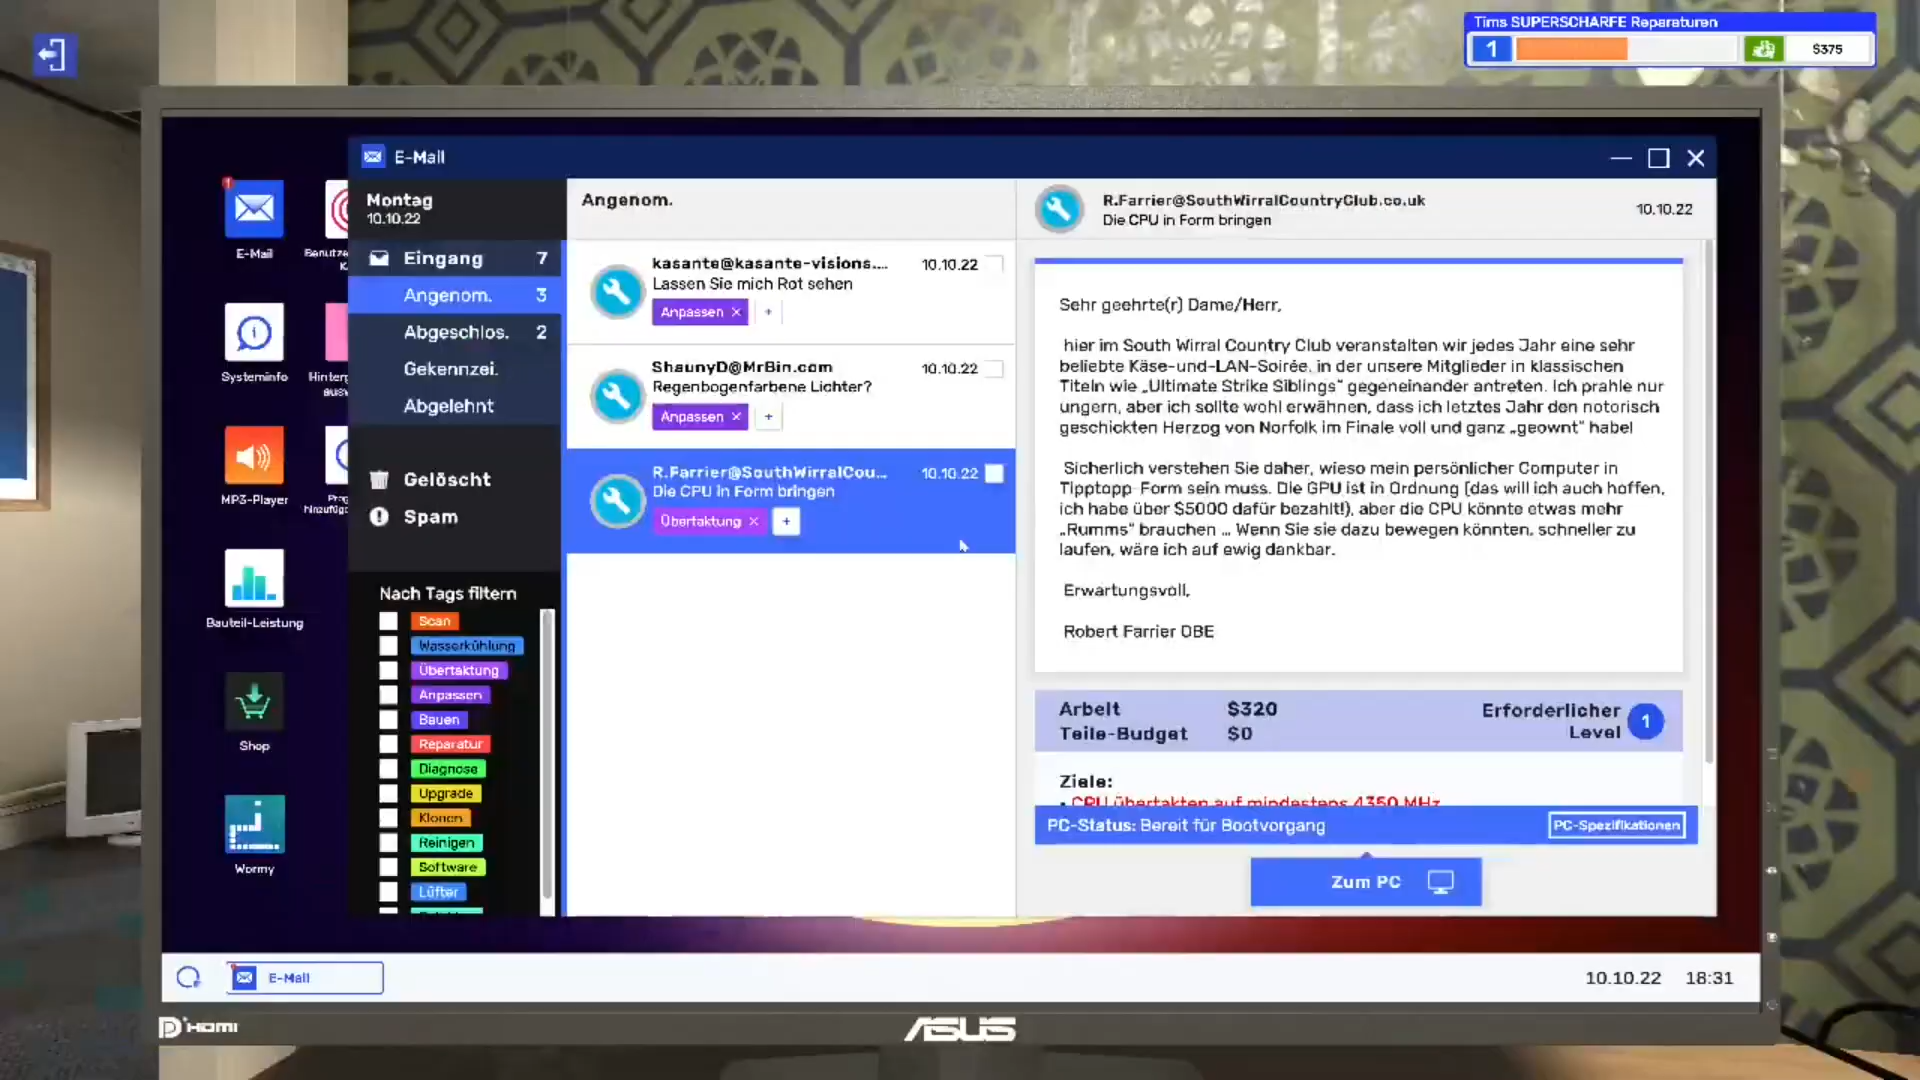 Tims SUPERSCHARFE Reparaturen
1
$375
E-Mail
Montag
10.10.22
Eingang 7
Angenom. 3
Abgeschlos. 2
Gekennzei.
Abgelehnt
Gelöscht
Spam
Nach Tags filtern
Scan
Wasserkühlung
Übertaktung
Anpassen
Bauen
Reparatur
Diagnose
Upgrade
Klonen
Reinigen
Software
Lüfter
1
E-Mail
Systeminfo
MP3-Player
Bauteil-Leistung
Shop
Wormy
Angenom.
kasante@kasante-visions.... 10.10.22
Lassen Sie mich Rot sehen
Anpassen × +
ShaunyD@MrBin.com 10.10.22
Regenbogenfarbene Lichter?
Anpassen × +
R.Farrier@SouthWirralCou... 10.10.22
Die CPU in Form bringen
Übertaktung × +
R.Farrier@SouthWirralCountryClub.co.uk
Die CPU in Form bringen
10.10.22
Sehr geehrte(r) Dame/Herr,
hier im South Wirral Country Club veranstalten wir jedes Jahr eine sehr
beliebte Käse-und-LAN-Soirée, in der unsere Mitglieder in klassischen
Titeln wie „Ultimate Strike Siblings“ gegeneinander antreten. Ich prahle nur
ungern, aber ich sollte wohl erwähnen, dass ich letztes Jahr den notorisch
geschickten Herzog von Norfolk im Finale voll und ganz „geownt“ habe!
Sicherlich verstehen Sie daher, wieso mein persönlicher Computer in
Tipptopp-Form sein muss. Die GPU ist in Ordnung (das will ich auch hoffen,
ich habe über $5000 dafür bezahlt!), aber die CPU könnte etwas mehr
„Rumms“ brauchen ... Wenn Sie sie dazu bewegen könnten, schneller zu
laufen, wäre ich auf ewig dankbar.
Erwartungsvoll,
Robert Farrier OBE
Arbeit $320
Teile-Budget $0
Erforderlicher
Level 1
Ziele:
• CPU übertakten auf mindestens 4350 MHz
PC-Status: Bereit für Bootvorgang
PC-Spezifikationen
Zum PC
E-Mail
10.10.22 18:31
HDMI
ASUS